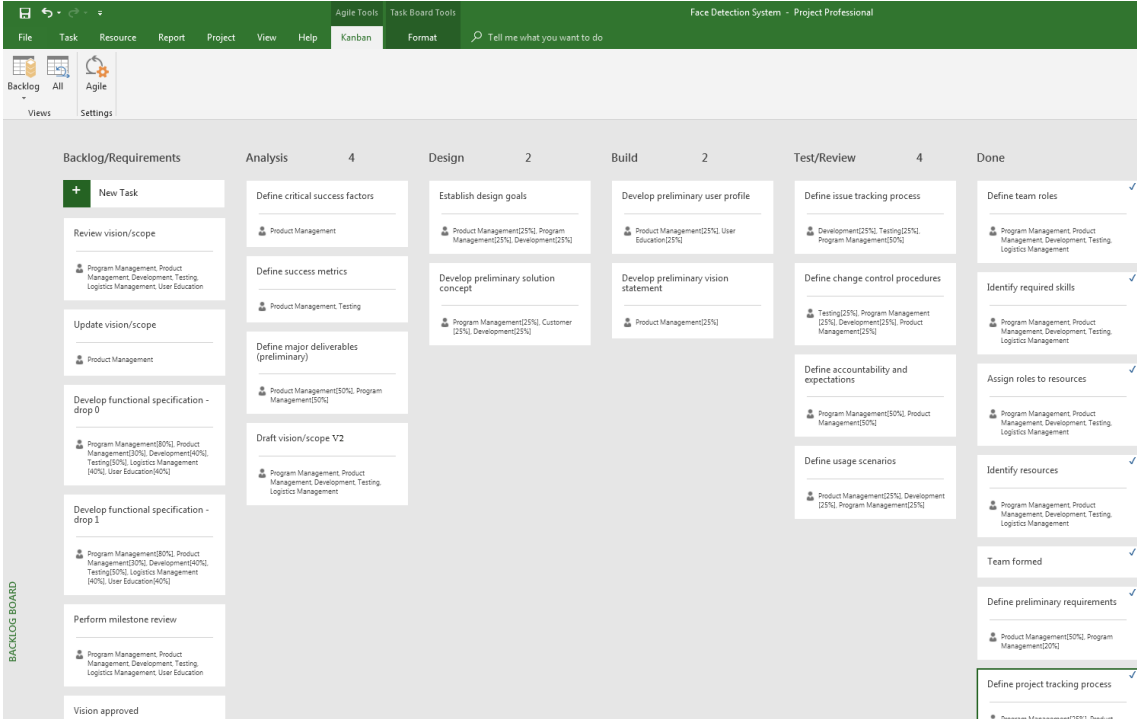 Agile Tools Task Board Tools Face Detection System - Project Professional
File Task Resource Report Project View Help Kanban Format Tell me what you want to do
Backlog All Agile
Views Settings
BACKLOG BOARD
Backlog/Requirements
New Task
Review vision/scope
Program Management, Product
Management, Development, Testing,
Logistics Management, User Education
Update vision/scope
Product Management
Develop functional specification -
drop 0
Program Management[80%], Product
Management[30%], Development[40%],
Testing[50%], Logistics Management
[40%], User Education[40%]
Develop functional specification -
drop 1
Program Management[80%], Product
Management[30%], Development[40%],
Testing[50%], Logistics Management
[40%], User Education[40%]
Perform milestone review
Program Management, Product
Management, Development, Testing,
Logistics Management, User Education
Vision approved
Analysis 4
Define critical success factors
Product Management
Define success metrics
Product Management, Testing
Define major deliverables
(preliminary)
Product Management[50%], Program
Management[50%]
Draft vision/scope V2
Program Management, Product
Management, Development, Testing,
Logistics Management
Design 2
Establish design goals
Product Management[25%], Program
Management[25%], Development[25%]
Develop preliminary solution
concept
Program Management[25%], Customer
[25%], Development[25%]
Build 2
Develop preliminary user profile
Product Management[25%], User
Education[25%]
Develop preliminary vision
statement
Product Management[25%]
Test/Review 4
Define issue tracking process
Development[25%], Testing[25%],
Program Management[50%]
Define change control procedures
Testing[25%], Program Management
[25%], Development[25%], Product
Management[25%]
Define accountability and
expectations
Program Management[50%], Product
Management[50%]
Define usage scenarios
Product Management[25%], Development
[25%], Program Management[25%]
Done
Define team roles
Program Management, Product
Management, Development, Testing,
Logistics Management
Identify required skills
Program Management, Product
Management, Development, Testing,
Logistics Management
Assign roles to resources
Program Management, Product
Management, Development, Testing,
Logistics Management
Identify resources
Program Management, Product
Management, Development, Testing,
Logistics Management
Team formed
Define preliminary requirements
Product Management[50%], Program
Management[20%]
Define project tracking process
Program Management[25%], Product